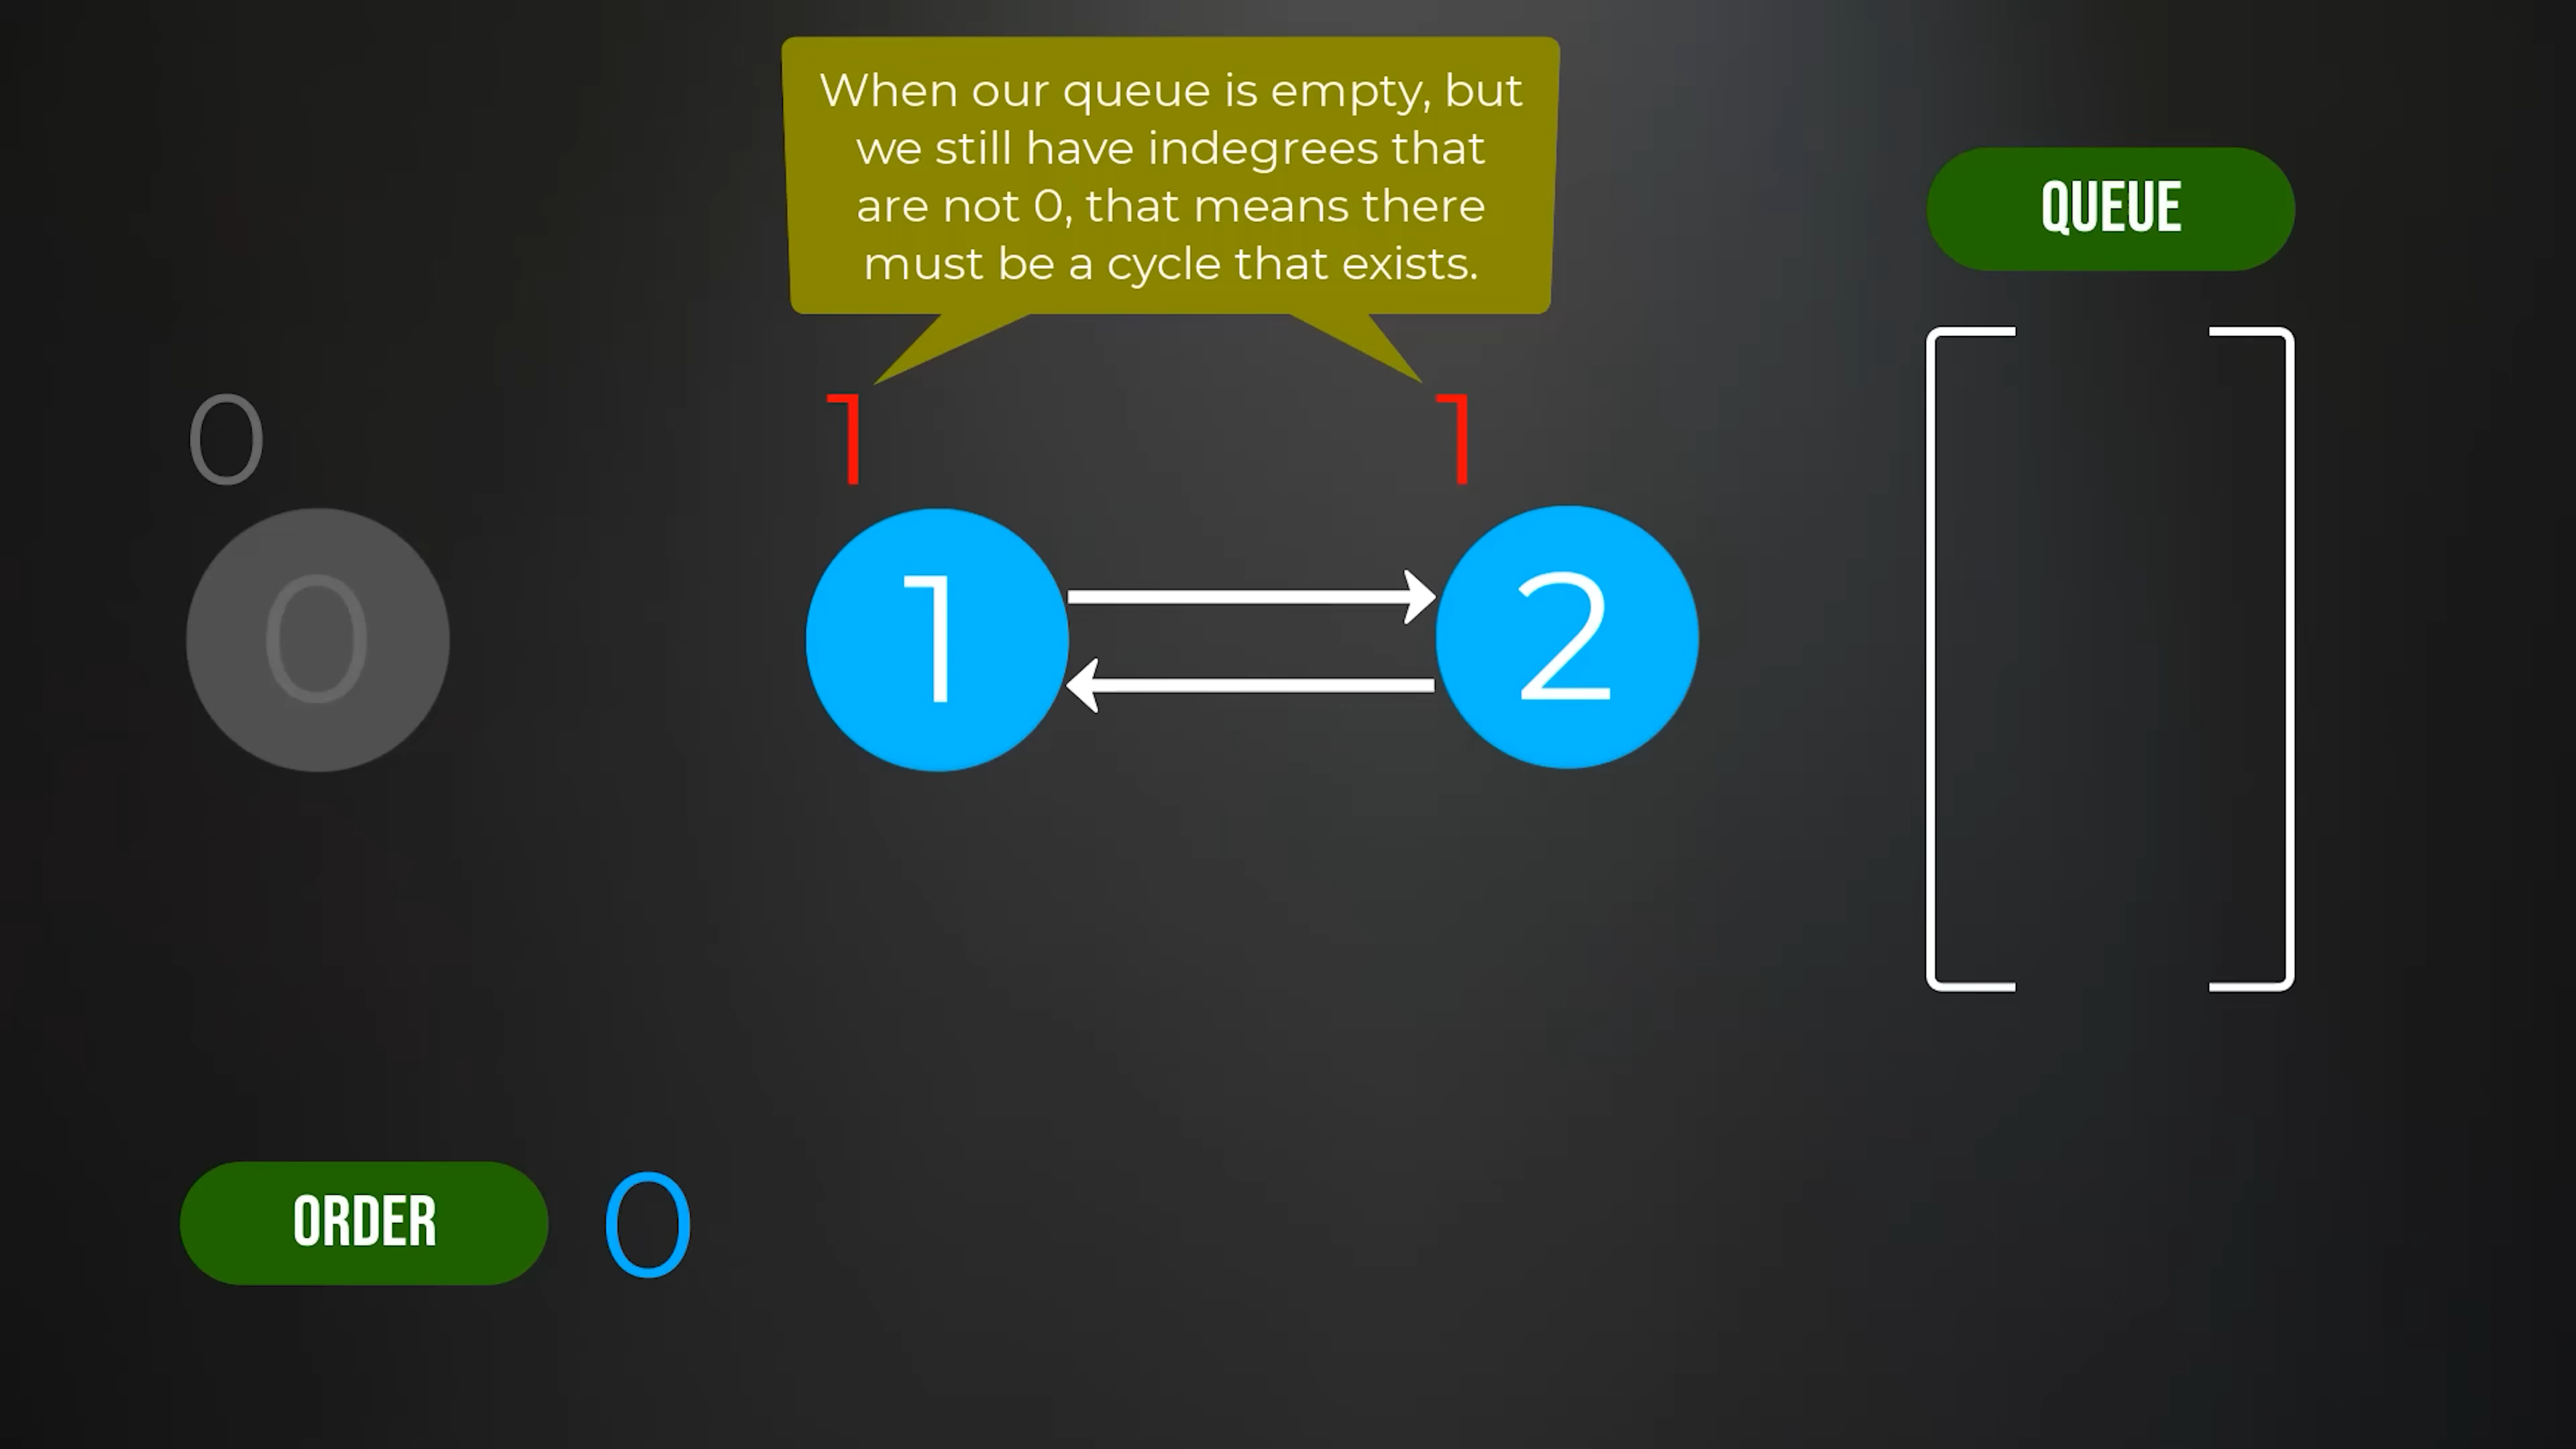 When our queue is empty, but
we still have indegrees that
are not 0, that means there
must be a cycle that exists.
QUEUE
0
1
1
0
1
2
ORDER
0